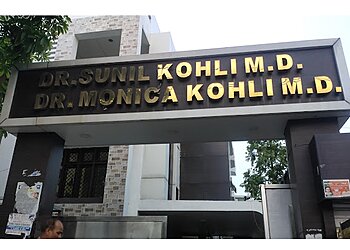 DR. SUNIL KOHLI M.D.
DR. MONICA KOHLI M.D.